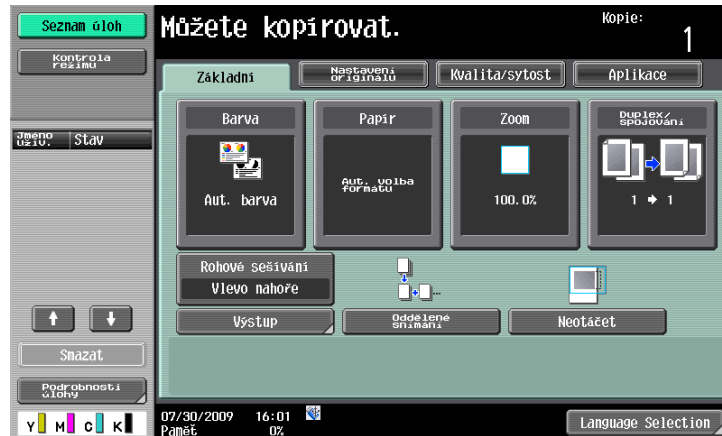 Seznam úloh
Můžete kopírovat.
Kopie:
1
Kontrola
režimu
Základní
Nastavení
originálu
Kvalita/sytost
Aplikace
Jméno
uživ.
Stav
Barva
Papír
Zoom
Duplex/
spojování
Aut. barva
Aut. volba
formátu
100.0%
1 → 1
Rohové sešívání
Vlevo nahoře
Výstup
Oddělené
snímání
Neotáčet
Smazat
Podrobnosti
úlohy
Y M C K
07/30/2009 16:01
Paměť 0%
Language Selection